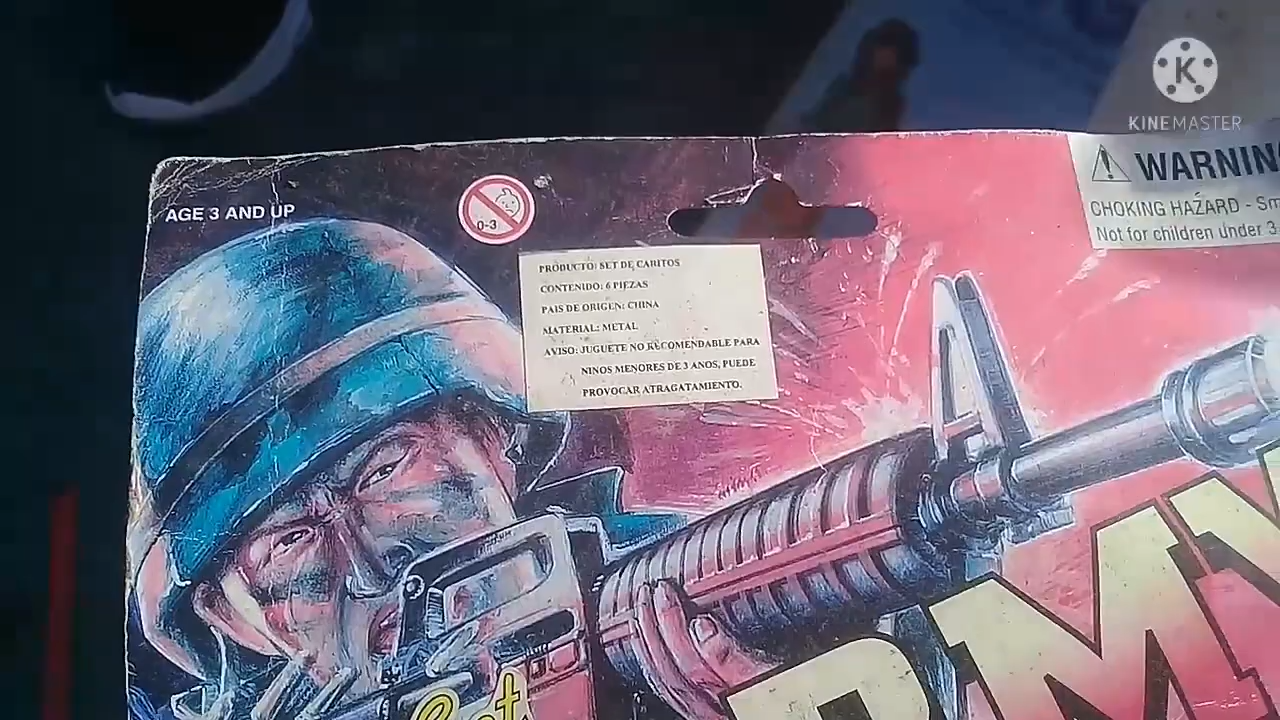 KINEMASTER
WARNIN
CHOKING HAZARD - Sm
Not for children under 3
AGE 3 AND UP
0-3
PRODUCTO: SET DE CARITOS
CONTENIDO: 6 PIEZAS
PAIS DE ORIGEN: CHINA
MATERIAL: METAL
AVISO: JUGUETE NO RECOMENDABLE PARA
NINOS MENORES DE 3 ANOS, PUEDE
PROVOCAR ATRAGATAMIENTO.
RMY
Set